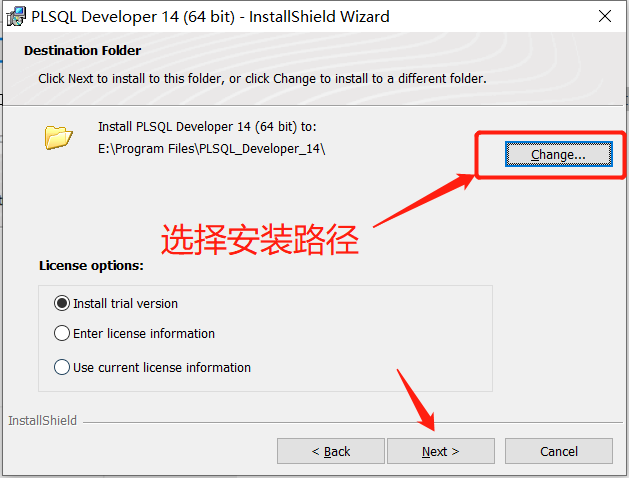 PLSQL Developer 14 (64 bit) - InstallShield Wizard
Destination Folder
Click Next to install to this folder, or click Change to install to a different folder.
Install PLSQL Developer 14 (64 bit) to:
E:\Program Files\PLSQL_Developer_14\
Change...
选择安装路径
License options:
Install trial version
Enter license information
Use current license information
InstallShield
< Back
Next >
Cancel